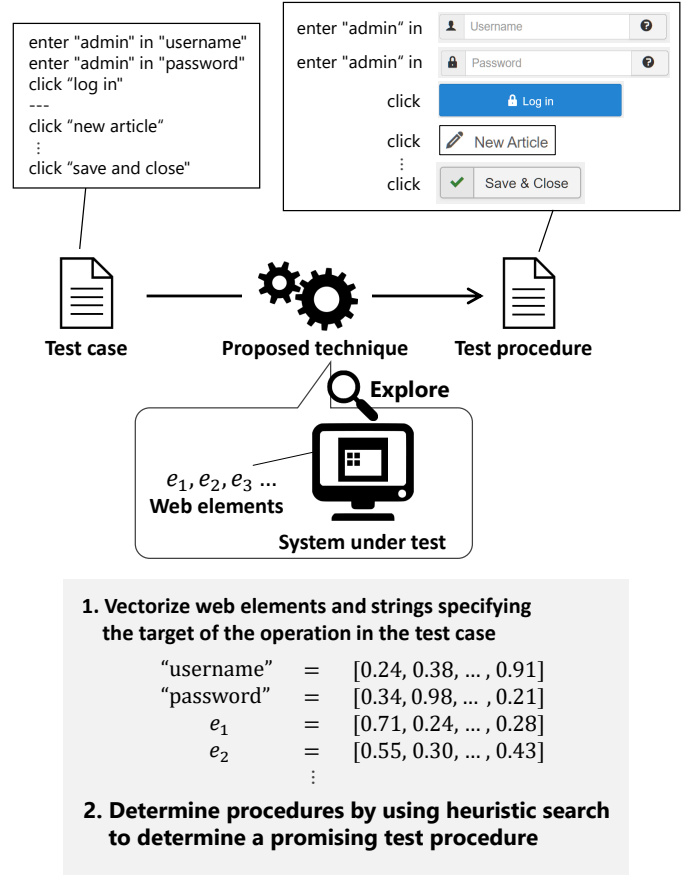 enter "admin" in "username"
enter "admin" in "password"
click “log in"
---
click “new article“
⋮
click “save and close"
enter "admin“ in Username
enter "admin“ in Password
click Log in
click New Article
⋮
click Save & Close
Test case
Proposed technique
Test procedure
Explore
e₁, e₂, e₃ ...
Web elements
System under test
1. Vectorize web elements and strings specifying
the target of the operation in the test case
“username” = [0.24, 0.38, ... , 0.91]
“password” = [0.34, 0.98, ... , 0.21]
e₁ = [0.71, 0.24, ... , 0.28]
e₂ = [0.55, 0.30, ... , 0.43]
⋮
2. Determine procedures by using heuristic search
to determine a promising test procedure